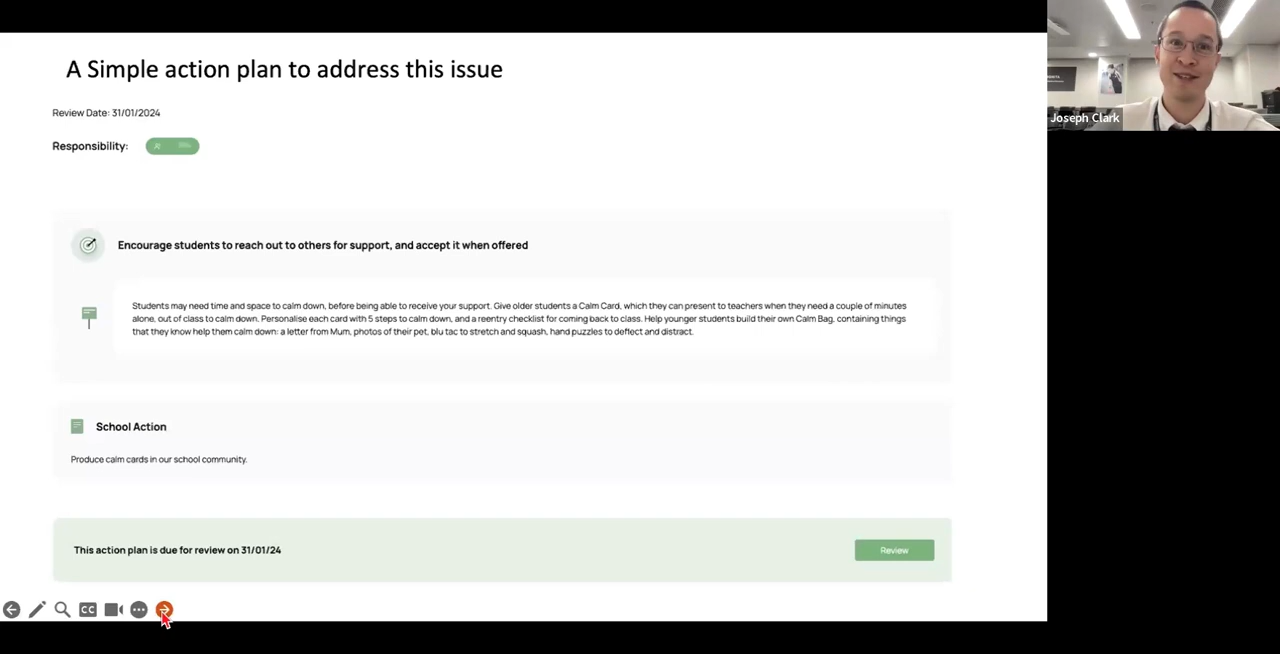 A Simple action plan to address this issue
Review Date: 31/01/2024
Responsibility:
Encourage students to reach out to others for support, and accept it when offered
Students may need time and space to calm down, before being able to receive your support. Give older students a Calm Card, which they can present to teachers when they need a couple of minutes
alone, out of class to calm down. Personalise each card with 5 steps to calm down, and a reentry checklist for coming back to class. Help younger students build their own Calm Bag, containing things
that they know help them calm down: a letter from Mum, photos of their pet, blu tac to stretch and squash, hand puzzles to deflect and distract.
School Action
Produce calm cards in our school community.
This action plan is due for review on 31/01/24
Review
CC
Joseph Clark